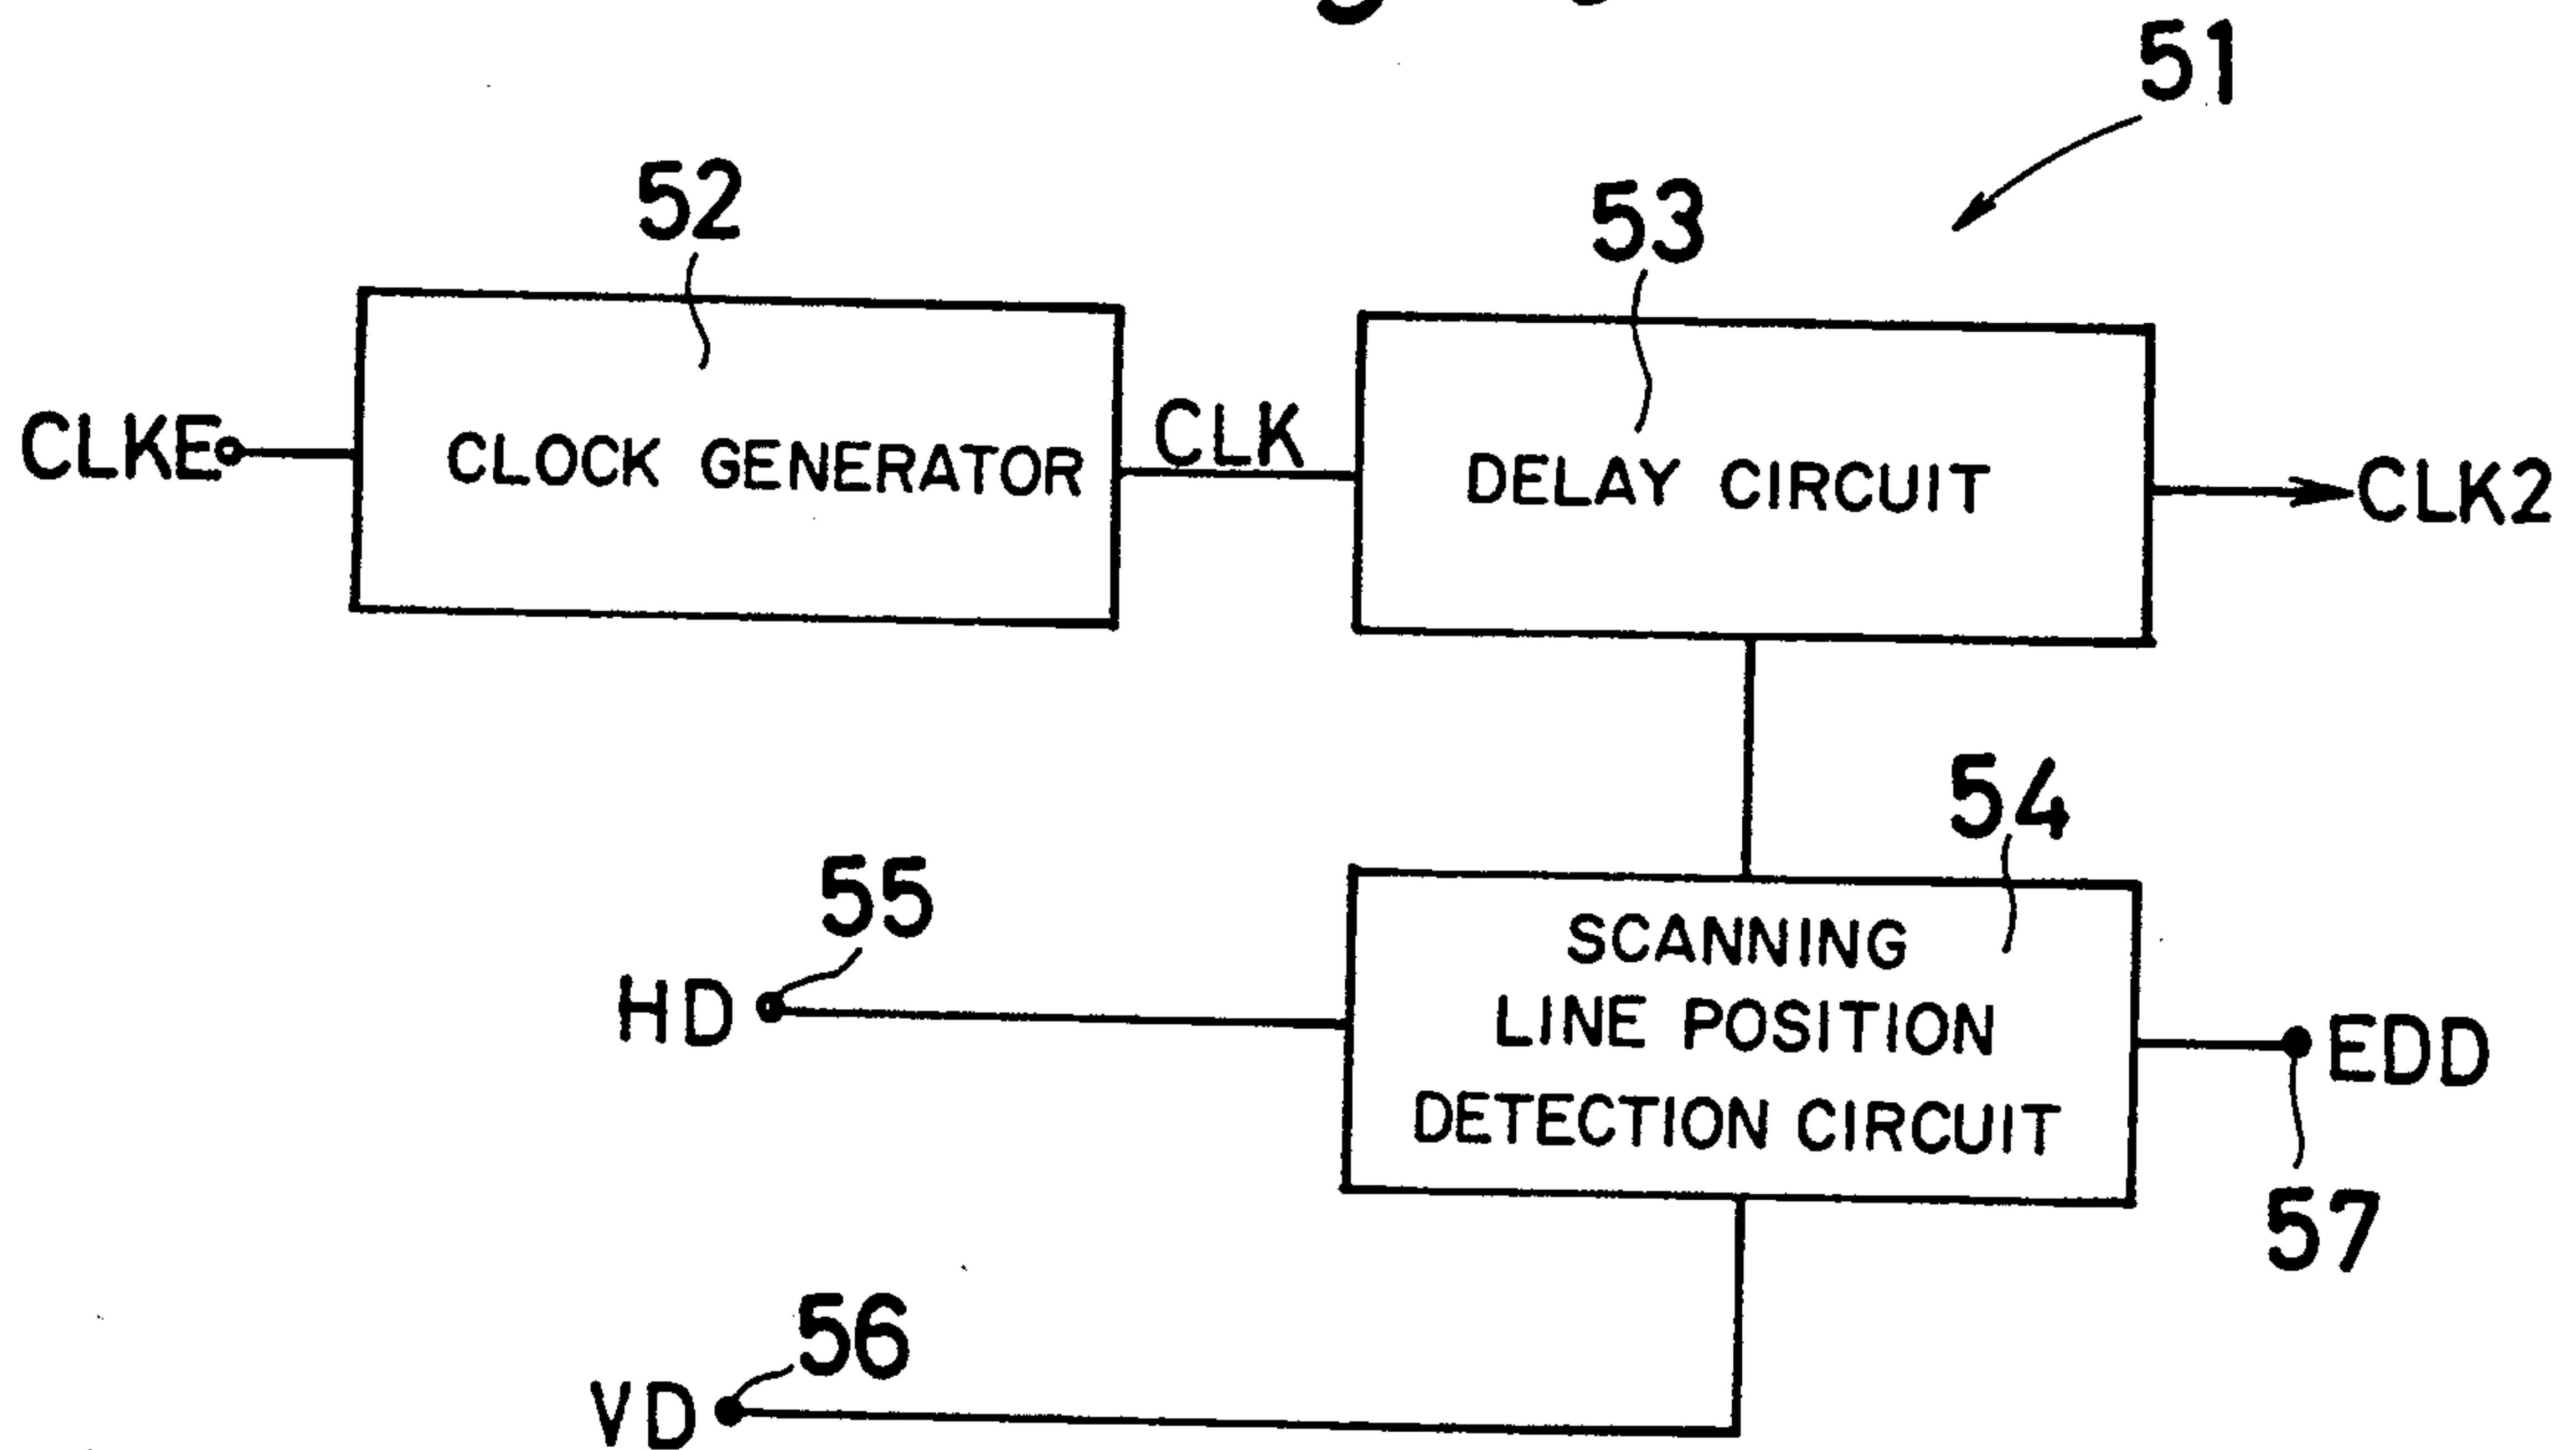 51
52
53
CLKE
CLOCK GENERATOR
CLK
DELAY CIRCUIT
CLK2
54
55
HD
SCANNING
LINE POSITION
DETECTION CIRCUIT
EDD
57
56
VD